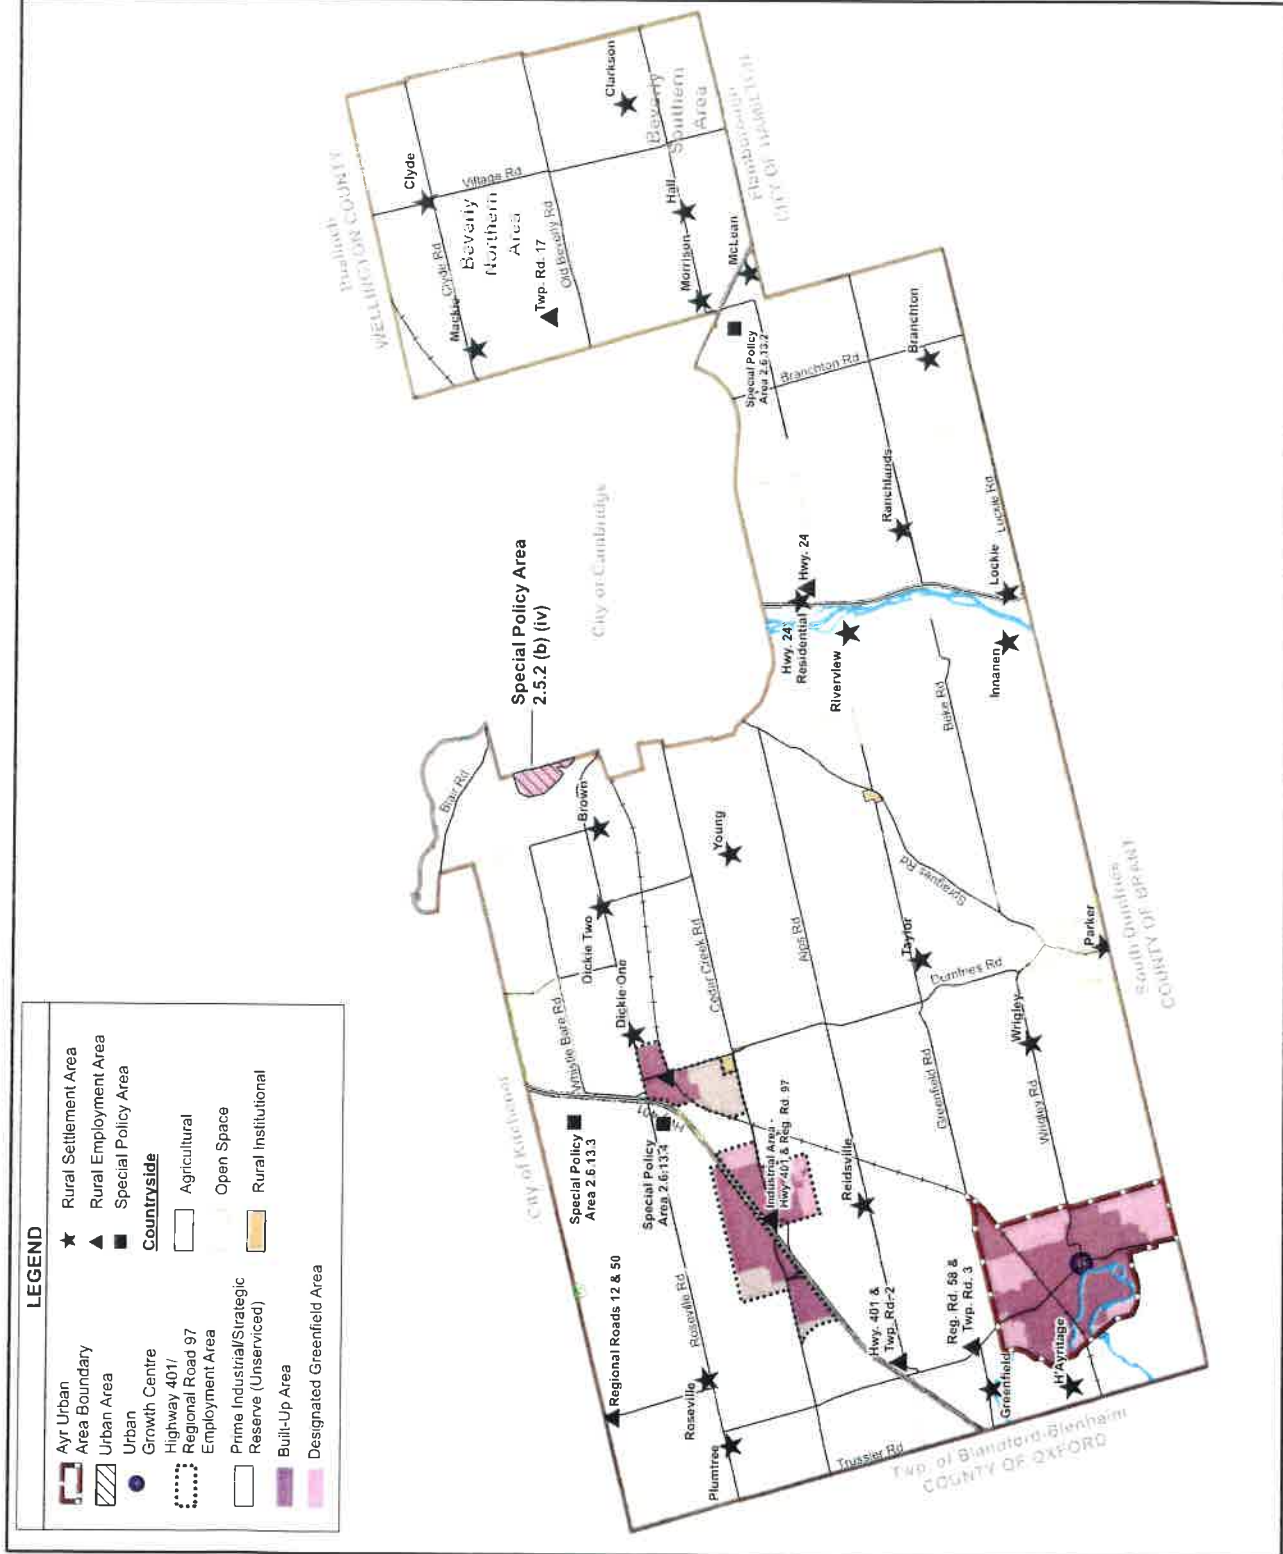 LEGEND
Ayr Urban
Area Boundary
Urban Area
Urban
Growth Centre
Highway 401/
Regional Road 97
Employment Area
Prime Industrial/Strategic
Reserve (Unserviced)
Built-Up Area
Designated Greenfield Area
Rural Settlement Area
Rural Employment Area
Special Policy Area
Countryside
Agricultural
Open Space
Rural Institutional
Puslinch
WELLINGTON COUNTY
Clyde
Clyde Rd
Mackie
Village Rd
Beverly
Northern
Area
Twp. Rd. 17
Old Beverly Rd
Clarkson
Beverly
Southern
Area
Hall
Morrison
McLean
Flamborough
CITY OF HAMILTON
Special Policy
Area 2.6.13.2
Branchton Rd
Branchton
City of Cambridge
Special Policy Area
2.5.2 (b) (iv)
Blair Rd
Brown
Hwy. 24
Hwy. 24
Residential
Riverview
Ranchlands
Lockie
Lockie Rd
Innanen
Beke Rd
Young
Dickie Two
Dickie One
Whistle Bare Rd
Cedar Creek Rd
Alps Rd
Spragues Rd
Taylor
Dumfries Rd
Parker
South Dumfries
COUNTY OF BRANT
Wrigley
Wrigley Rd
Greenfield Rd
City of Kitchener
Special Policy
Area 2.6.13.3
Special Policy
Area 2.6.13.4
Industrial Area -
Hwy 401 & Reg. Rd. 97
Reidsville
Regional Roads 12 & 50
Roseville Rd
Roseville
Plumtree
Trussler Rd
Hwy. 401 &
Twp. Rd. 2
Reg. Rd. 58 &
Twp. Rd. 3
Greenfield
H'Ayritage
Twp. of Blandford-Blenheim
COUNTY OF OXFORD